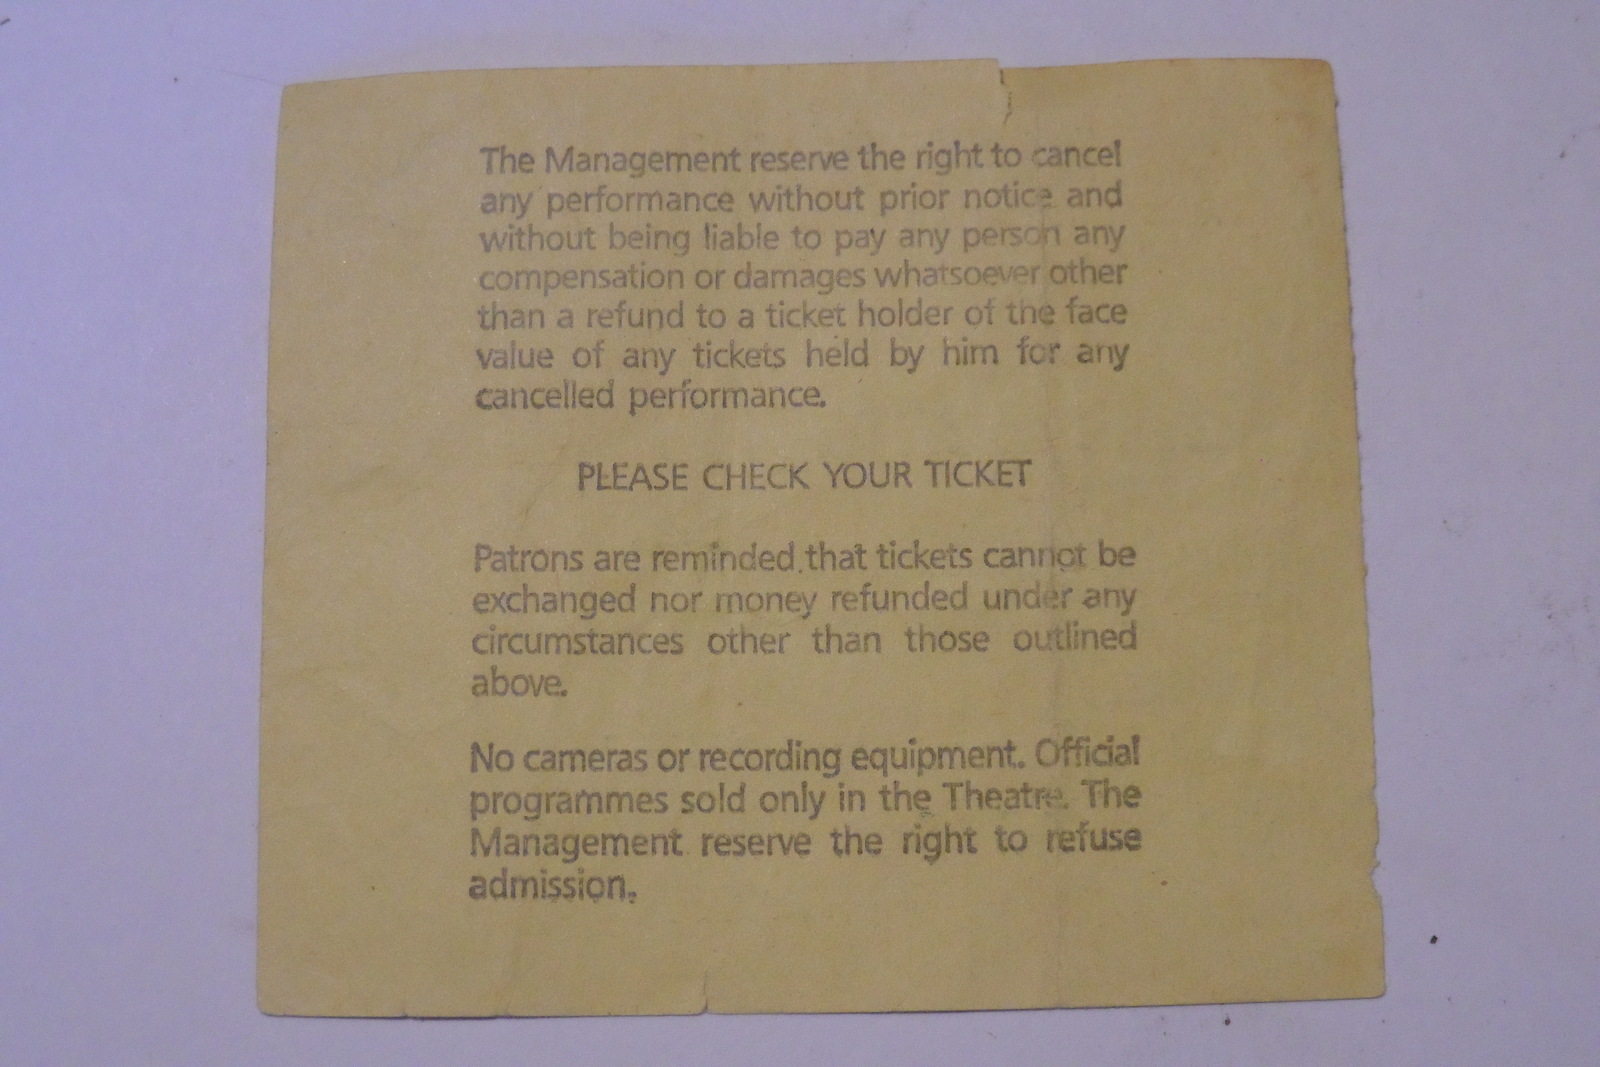 The Management reserve the right to cancel
any performance without prior notice and
without being liable to pay any person any
compensation or damages whatsoever other
than a refund to a ticket holder of the face
value of any tickets held by him for any
cancelled performance.
PLEASE CHECK YOUR TICKET
Patrons are reminded that tickets cannot be
exchanged nor money refunded under any
circumstances other than those outlined
above.
No cameras or recording equipment. Official
programmes sold only in the Theatre. The
Management reserve the right to refuse
admission.